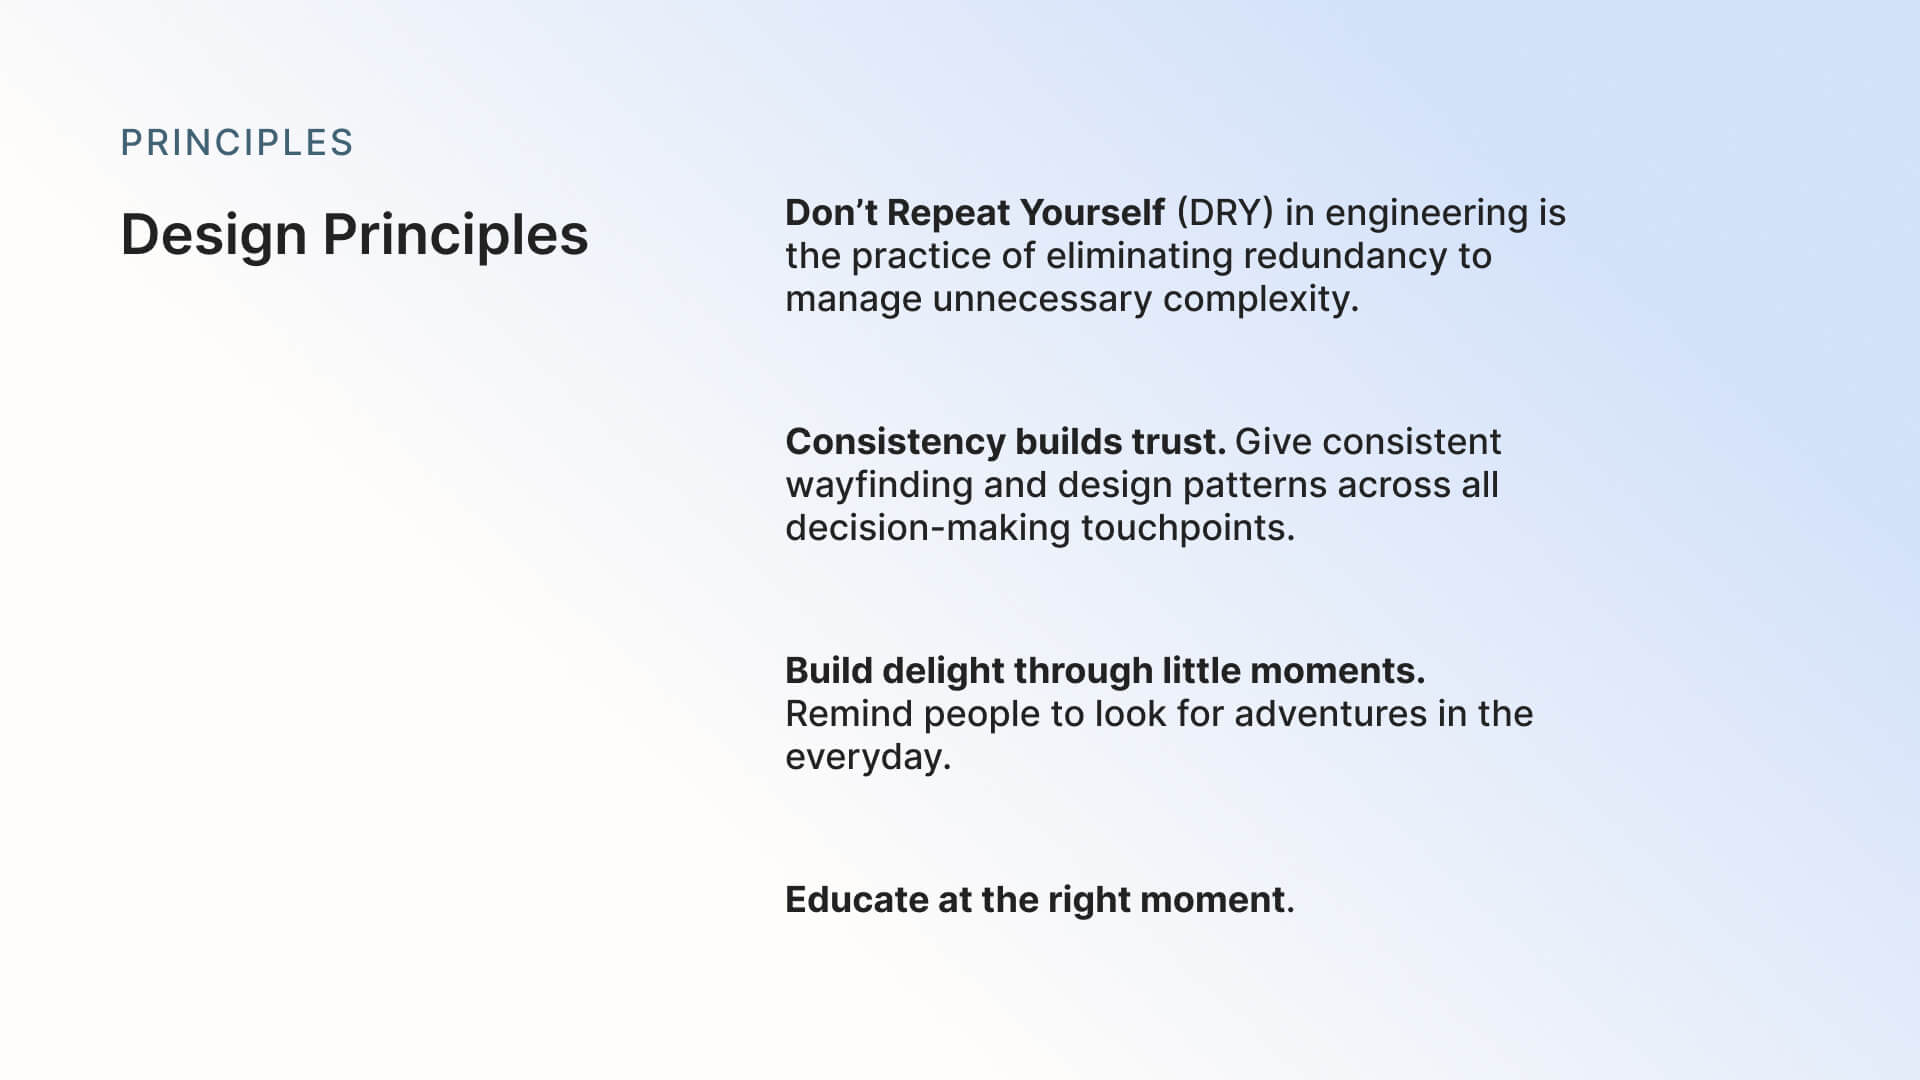 PRINCIPLES
Design Principles
Don’t Repeat Yourself (DRY) in engineering is
the practice of eliminating redundancy to
manage unnecessary complexity.
Consistency builds trust. Give consistent
wayfinding and design patterns across all
decision-making touchpoints.
Build delight through little moments.
Remind people to look for adventures in the
everyday.
Educate at the right moment.